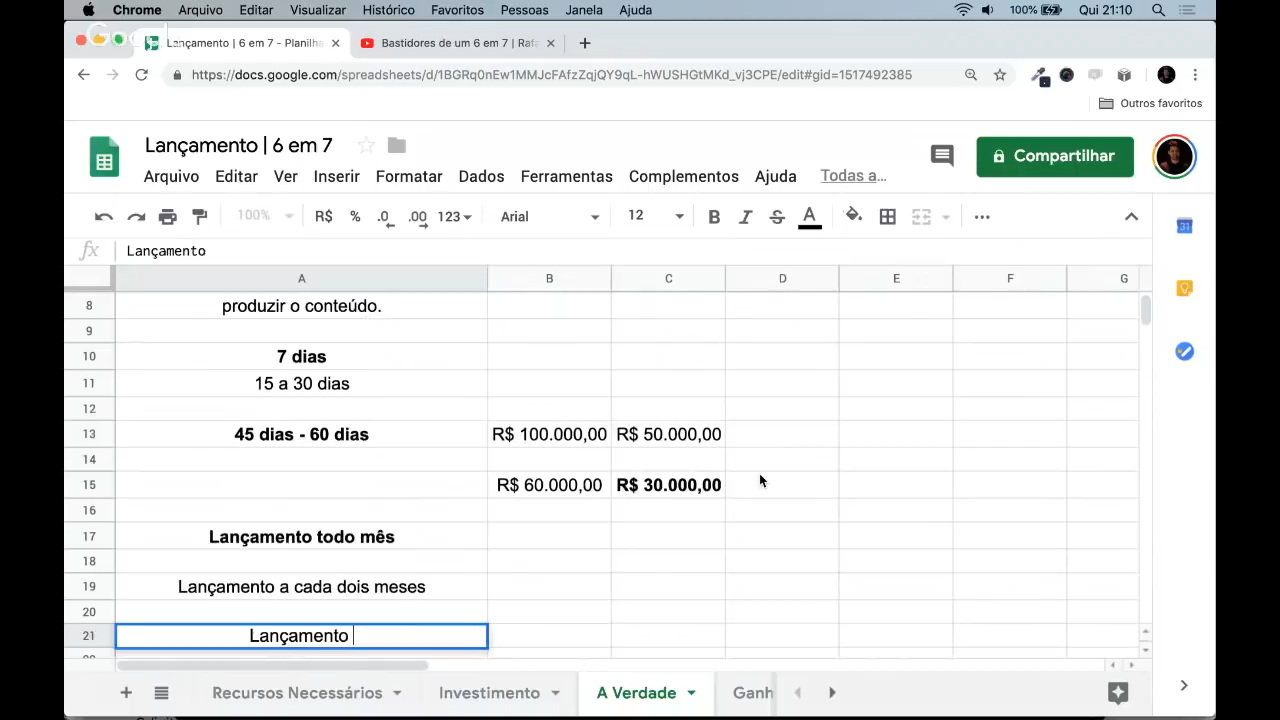 Chrome Arquivo Editar Visualizar Histórico Favoritos Pessoas Janela Ajuda 100% Qui 21:10
Lançamento | 6 em 7 - Planilha Bastidores de um 6 em 7 | Rafa
https://docs.google.com/spreadsheets/d/1BGRq0nEw1MMJcFAfzZqjQY9qL-hWUSHGtMKd_vj3CPE/edit#gid=1517492385
Outros favoritos
Lançamento | 6 em 7
Compartilhar
Arquivo Editar Ver Inserir Formatar Dados Ferramentas Complementos Ajuda Todas a...
100% R$ % .0 .00 123 Arial 12 B I S A
fx Lançamento
A B C D E F G
8 produzir o conteúdo.
9
10 7 dias
11 15 a 30 dias
12
13 45 dias - 60 dias R$ 100.000,00 R$ 50.000,00
14
15 R$ 60.000,00 R$ 30.000,00
16
17 Lançamento todo mês
18
19 Lançamento a cada dois meses
20
21 Lançamento
Recursos Necessários Investimento A Verdade Ganh